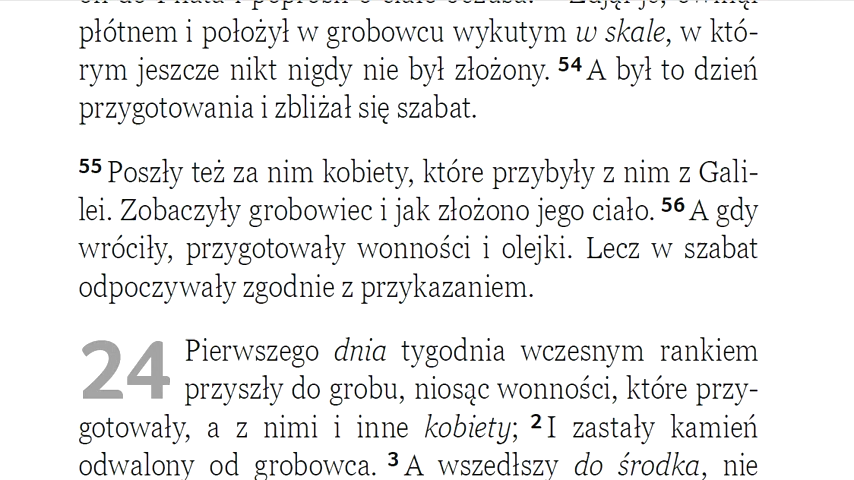 płótnem i położył w grobowcu wykutym w skale, w któ-
rym jeszcze nikt nigdy nie był złożony. 54 A był to dzień
przygotowania i zbliżał się szabat.
55 Poszły też za nim kobiety, które przybyły z nim z Gali-
lei. Zobaczyły grobowiec i jak złożono jego ciało. 56 A gdy
wróciły, przygotowały wonności i olejki. Lecz w szabat
odpoczywały zgodnie z przykazaniem.
24 Pierwszego dnia tygodnia wczesnym rankiem
przyszły do grobu, niosąc wonności, które przy-
gotowały, a z nimi i inne kobiety; 2 I zastały kamień
odwalony od grobowca. 3 A wszedłszy do środka, nie